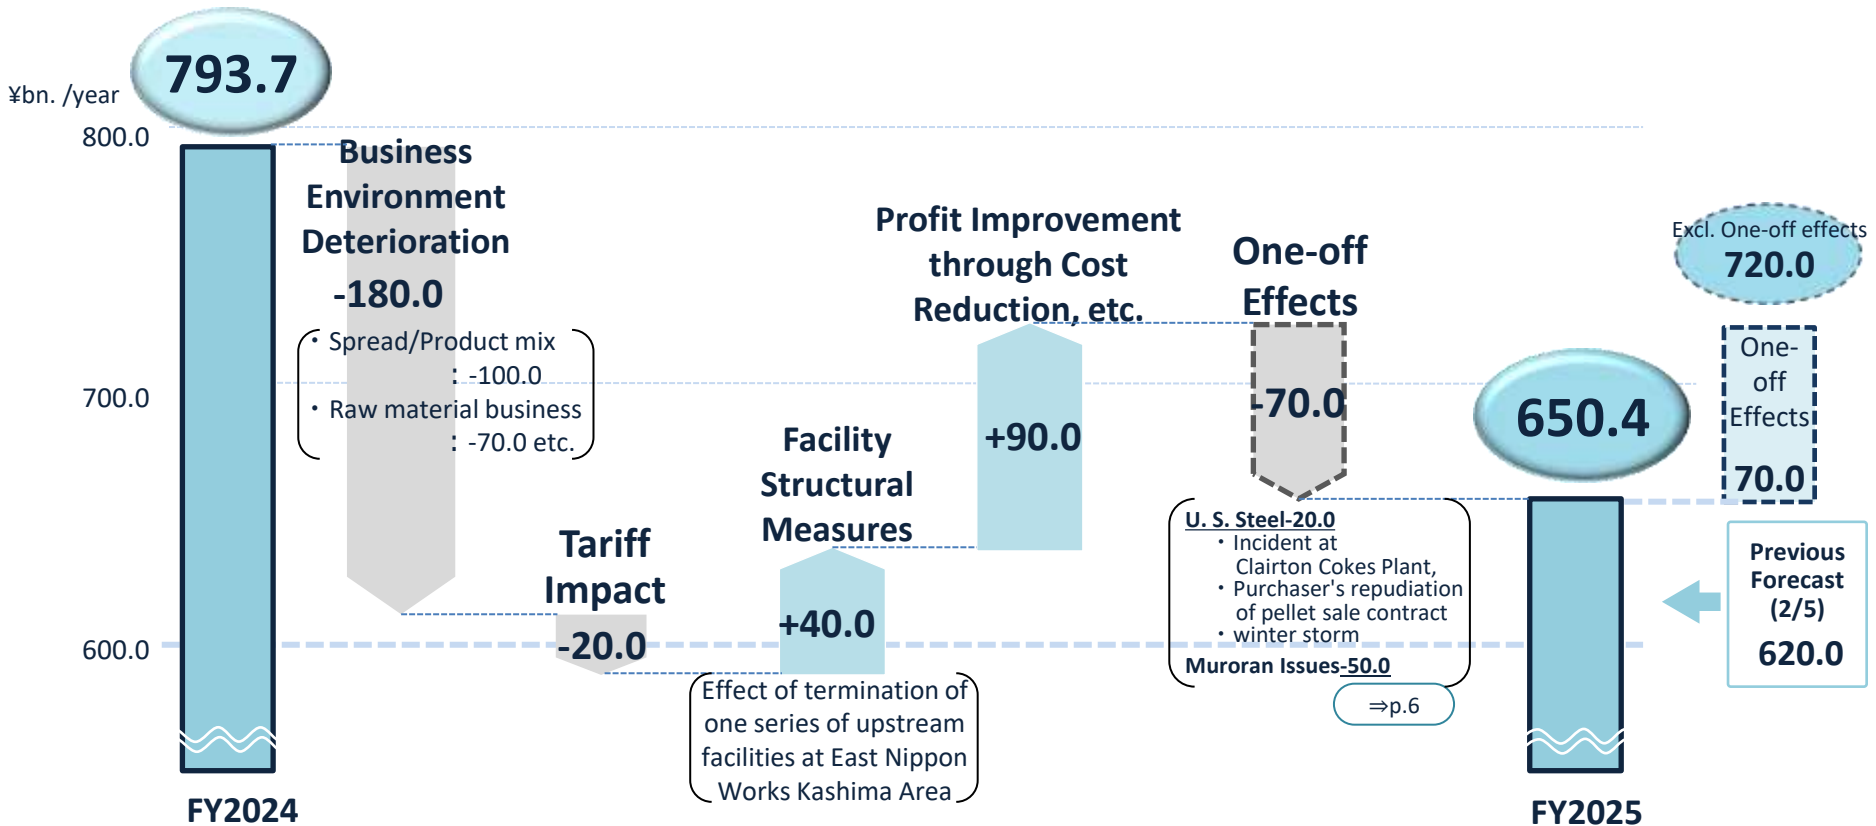 793.7
¥bn. /year
800.0
700.0
600.0
FY2024
Business
Environment
Deterioration
-180.0
・ Spread/Product mix
: -100.0
・ Raw material business
: -70.0 etc.
Tariff
Impact
-20.0
Facility
Structural
Measures
+40.0
Effect of termination of
one series of upstream
facilities at East Nippon
Works Kashima Area
Profit Improvement
through Cost
Reduction, etc.
+90.0
One-off
Effects
-70.0
U. S. Steel-20.0
・ Incident at
Clairton Cokes Plant,
・ Purchaser's repudiation
of pellet sale contract
・ winter storm
Muroran Issues-50.0
⇒p.6
650.4
FY2025
Excl. One-off effects
720.0
One-
off
Effects
70.0
Previous
Forecast
(2/5)
620.0